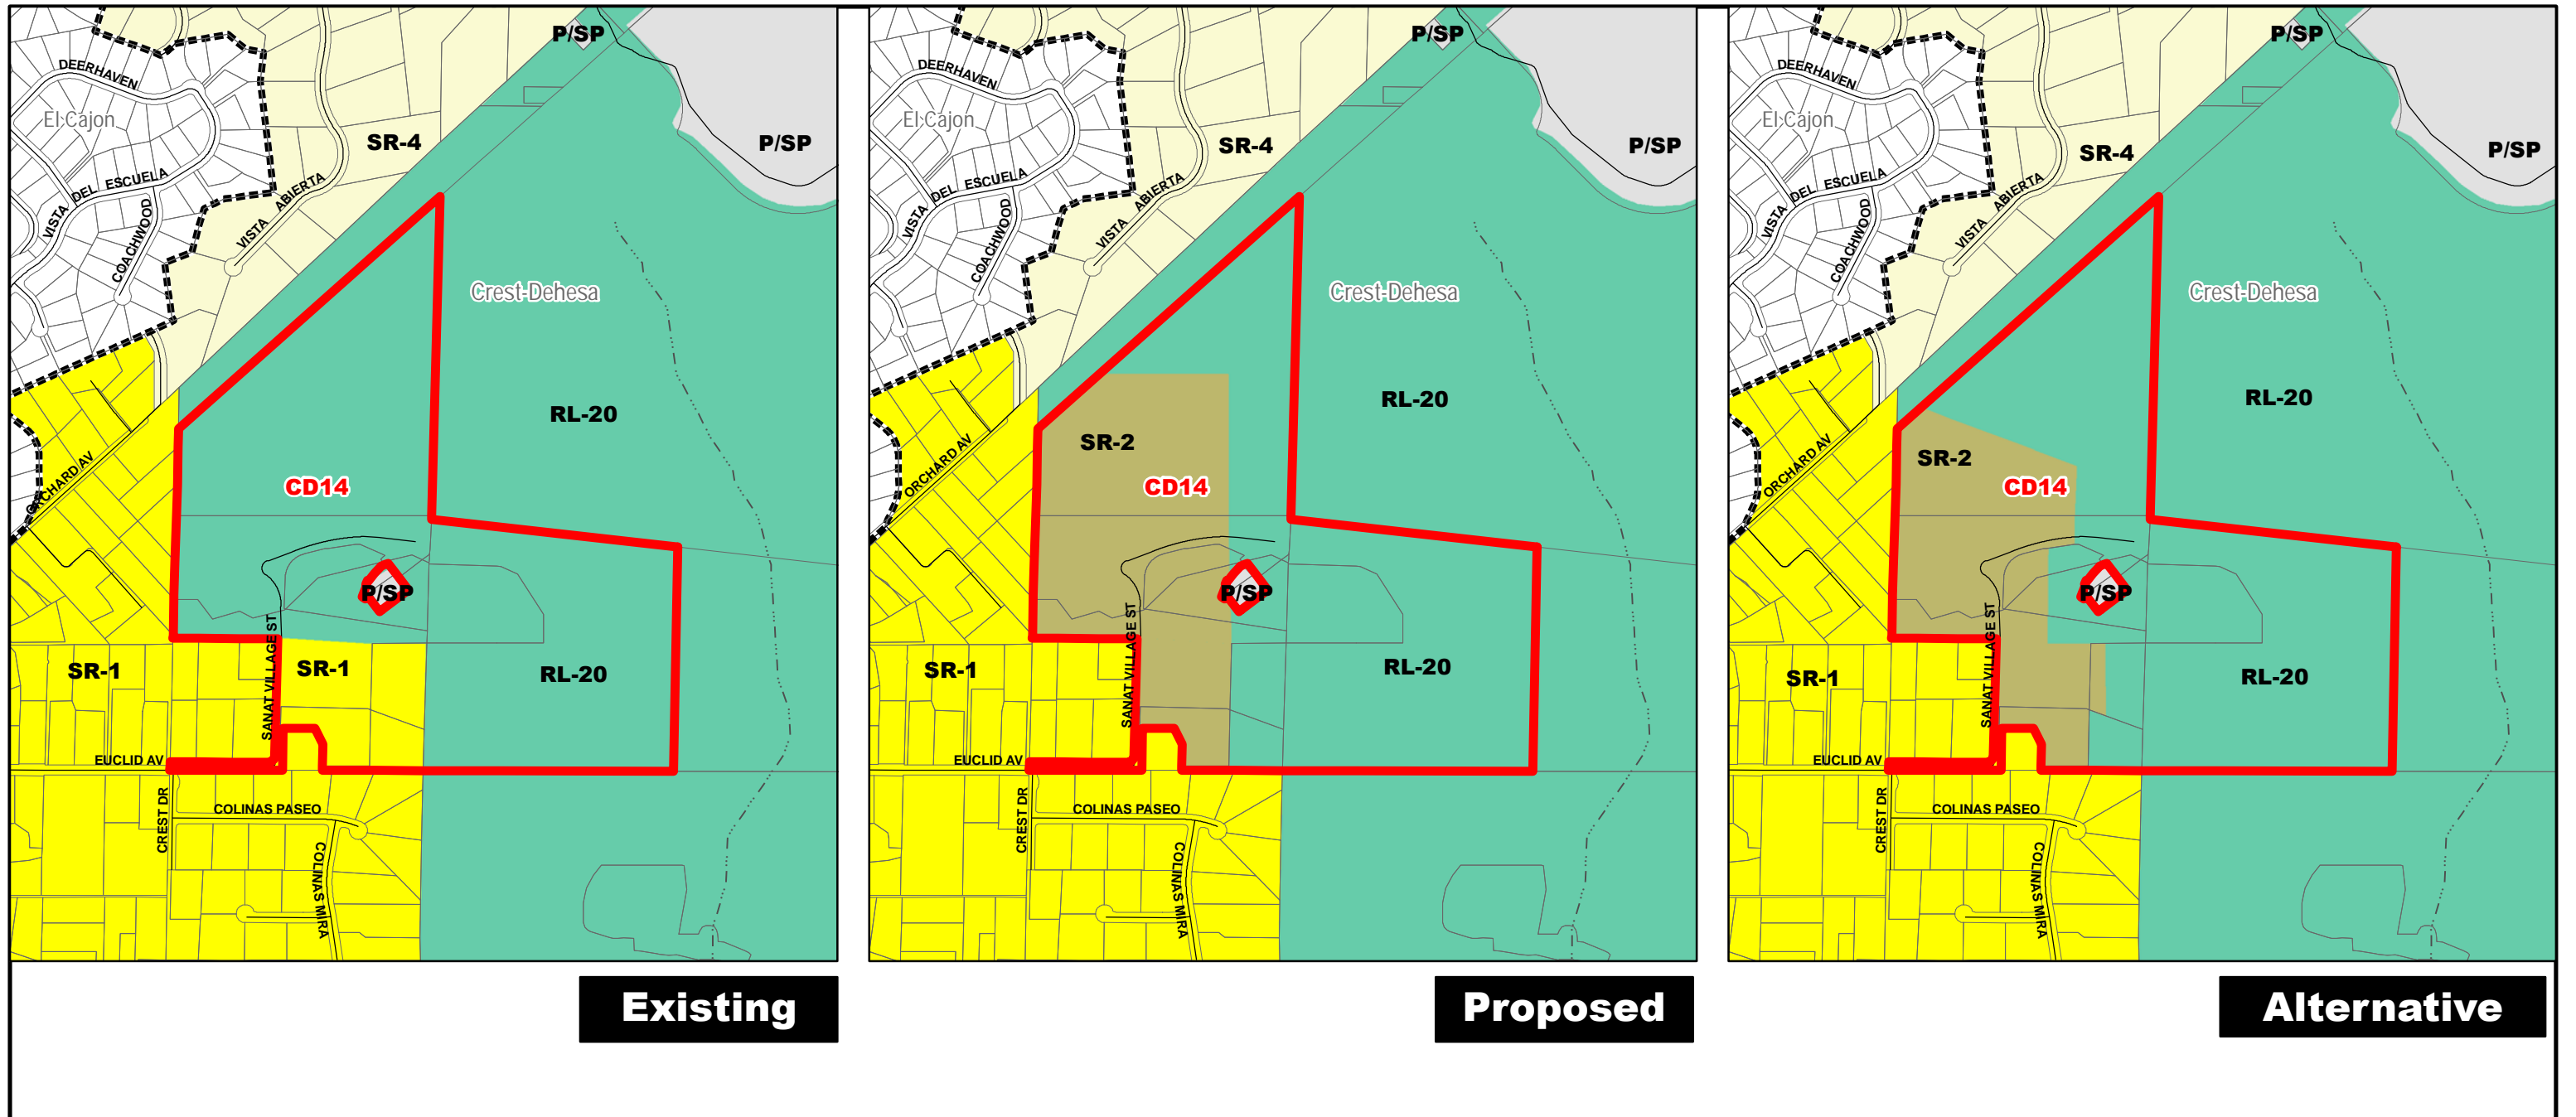 P/SP
DEERHAVEN
El Cajon
SR-4
P/SP
VISTA DEL ESCUELA
COACHWOOD
VISTA ABIERTA
Crest-Dehesa
RL-20
ORCHARD AV
CD14
P/SP
SANAT VILLAGE ST
SR-1
SR-1
RL-20
EUCLID AV
CREST DR
COLINAS PASEO
COLINAS MIRA
Existing
P/SP
DEERHAVEN
El Cajon
SR-4
P/SP
VISTA DEL ESCUELA
COACHWOOD
VISTA ABIERTA
Crest-Dehesa
RL-20
SR-2
ORCHARD AV
CD14
P/SP
SANAT VILLAGE ST
SR-1
RL-20
EUCLID AV
CREST DR
COLINAS PASEO
COLINAS MIRA
Proposed
P/SP
DEERHAVEN
El Cajon
SR-4
P/SP
VISTA DEL ESCUELA
COACHWOOD
VISTA ABIERTA
Crest-Dehesa
RL-20
SR-2
ORCHARD AV
CD14
P/SP
SANAT VILLAGE ST
SR-1
RL-20
EUCLID AV
CREST DR
COLINAS PASEO
COLINAS MIRA
Alternative